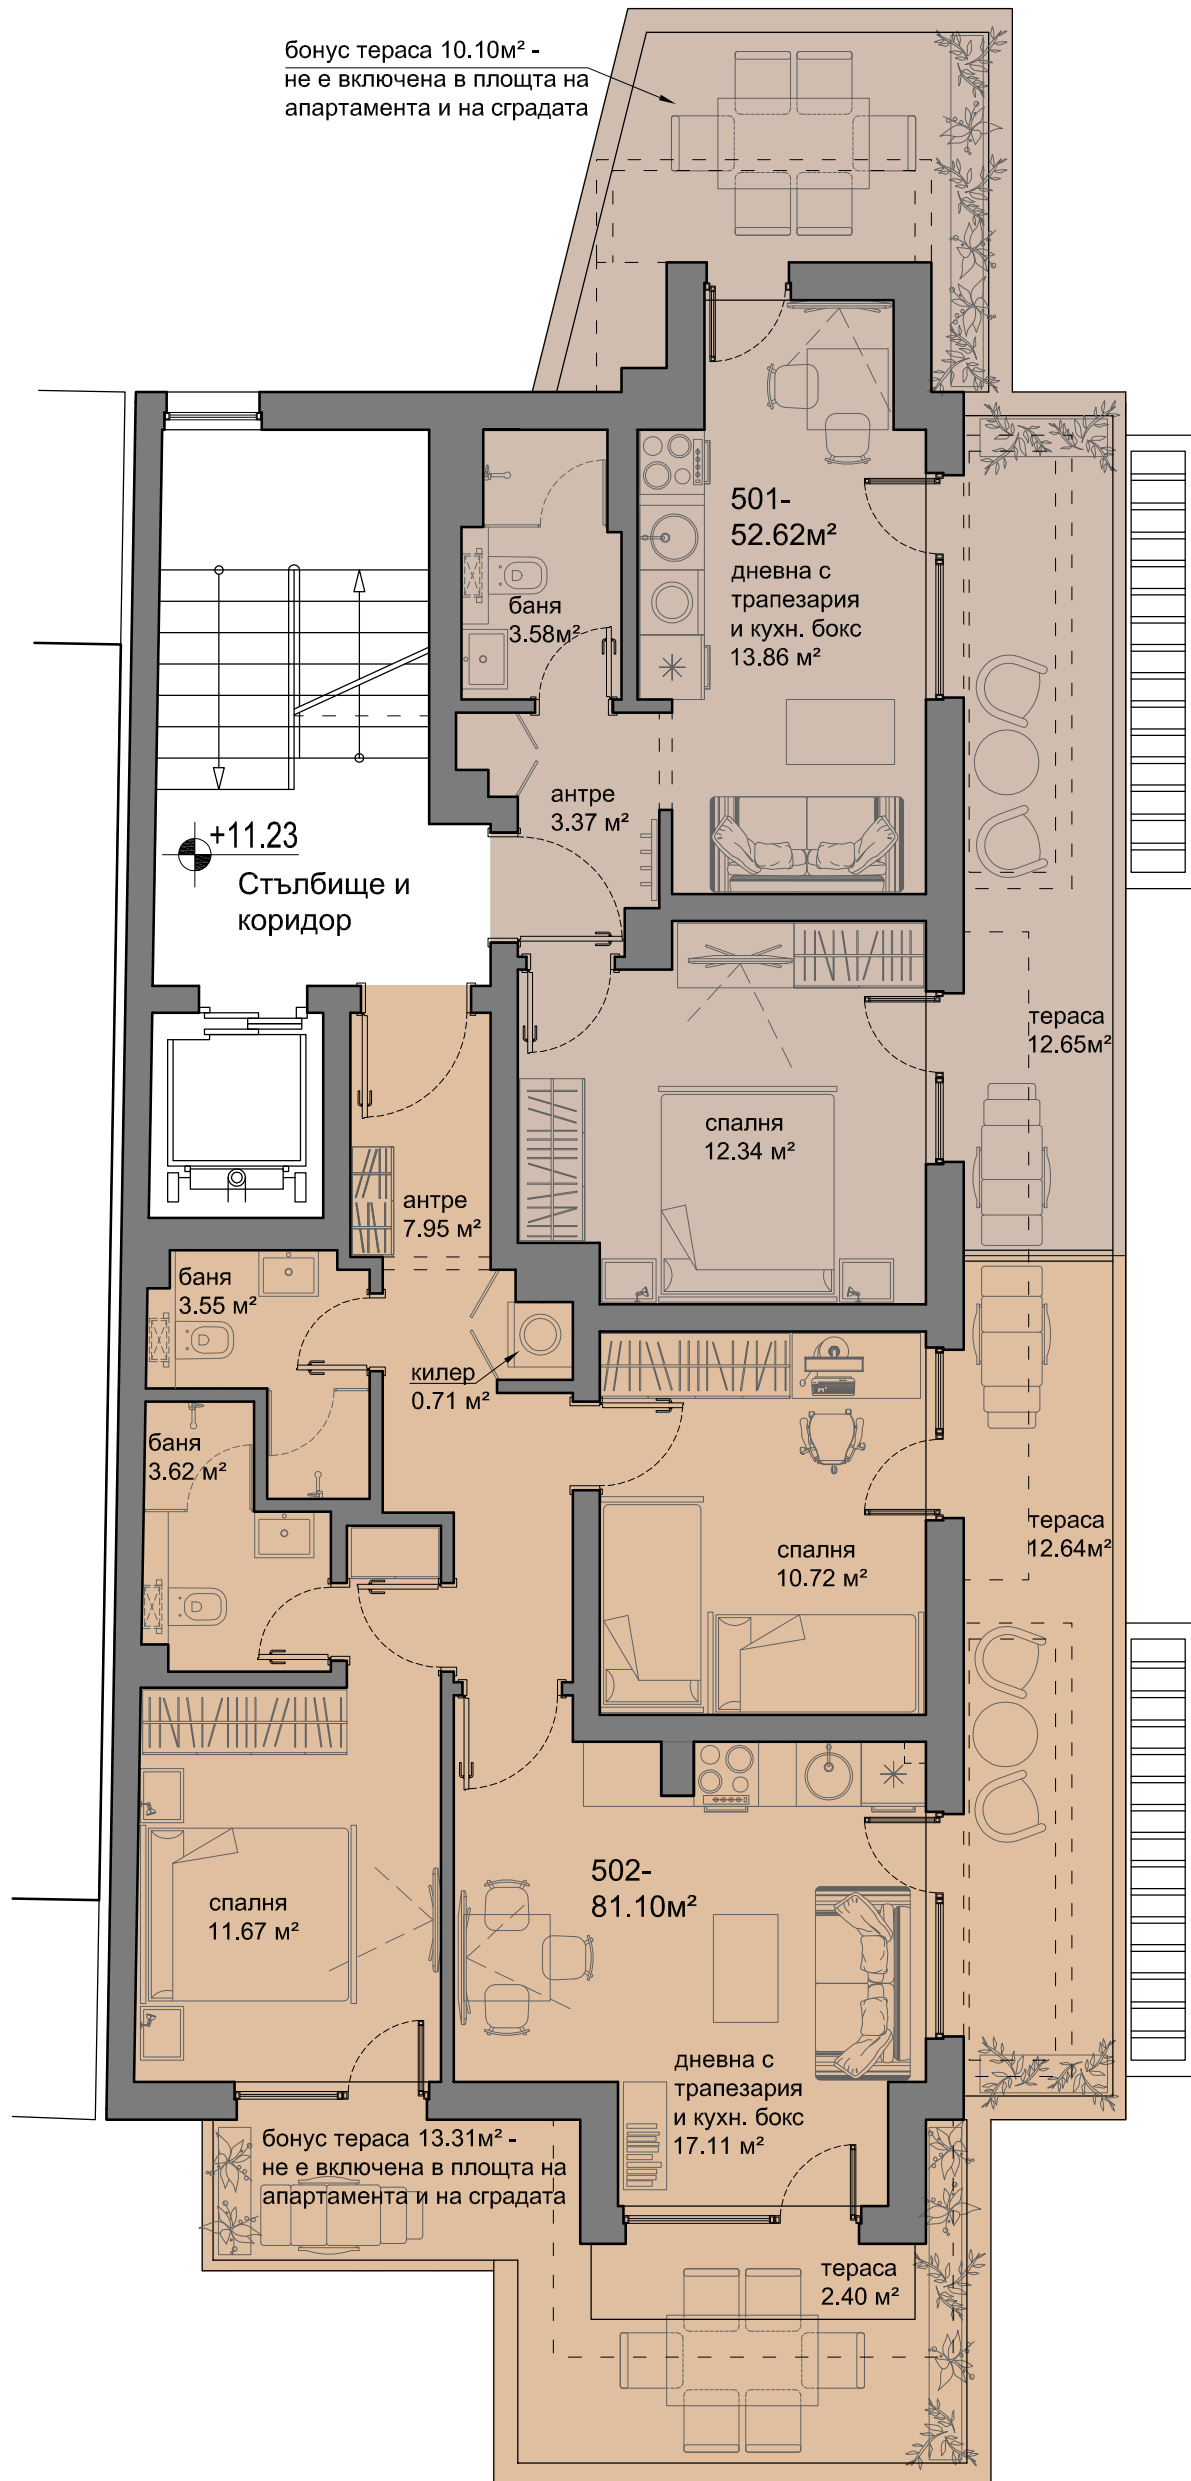 бонус тераса 10.10м² -
не е включена в площта на
апартамента и на сградата
501-
52.62м²
дневна с
трапезария
и кухн. бокс
13.86 м²
баня
3.58м²
антре
3.37 м²
+11.23
Стълбище и
коридор
тераса
12.65м²
спалня
12.34 м²
антре
7.95 м²
баня
3.55 м²
килер
0.71 м²
баня
3.62 м²
тераса
12.64м²
спалня
10.72 м²
502-
81.10м²
спалня
11.67 м²
дневна с
трапезария
и кухн. бокс
17.11 м²
бонус тераса 13.31м² -
не е включена в площта на
апартамента и на сградата
тераса
2.40 м²